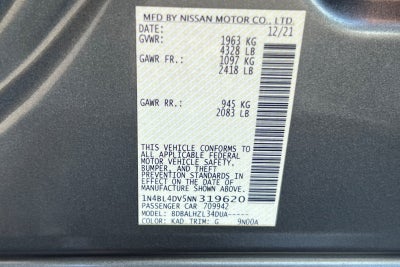 MFD BY NISSAN MOTOR CO., LTD.
DATE: 12/21
GVWR: 1963 KG
4328 LB
GAWR FR.: 1097 KG
2418 LB
GAWR RR.: 945 KG
2083 LB
THIS VEHICLE CONFORMS TO
ALL APPLICABLE FEDERAL
MOTOR VEHICLE SAFETY,
BUMPER, AND THEFT
PREVENTION STANDARDS IN
EFFECT ON THE DATE OF
MANUFACTURE SHOWN ABOVE.
1N4BL4DV5NN319620
PASSENGER CAR 709942
MODEL: BDBALHZL34DUA-----
COLOR: KAD TRIM: G 9N00A